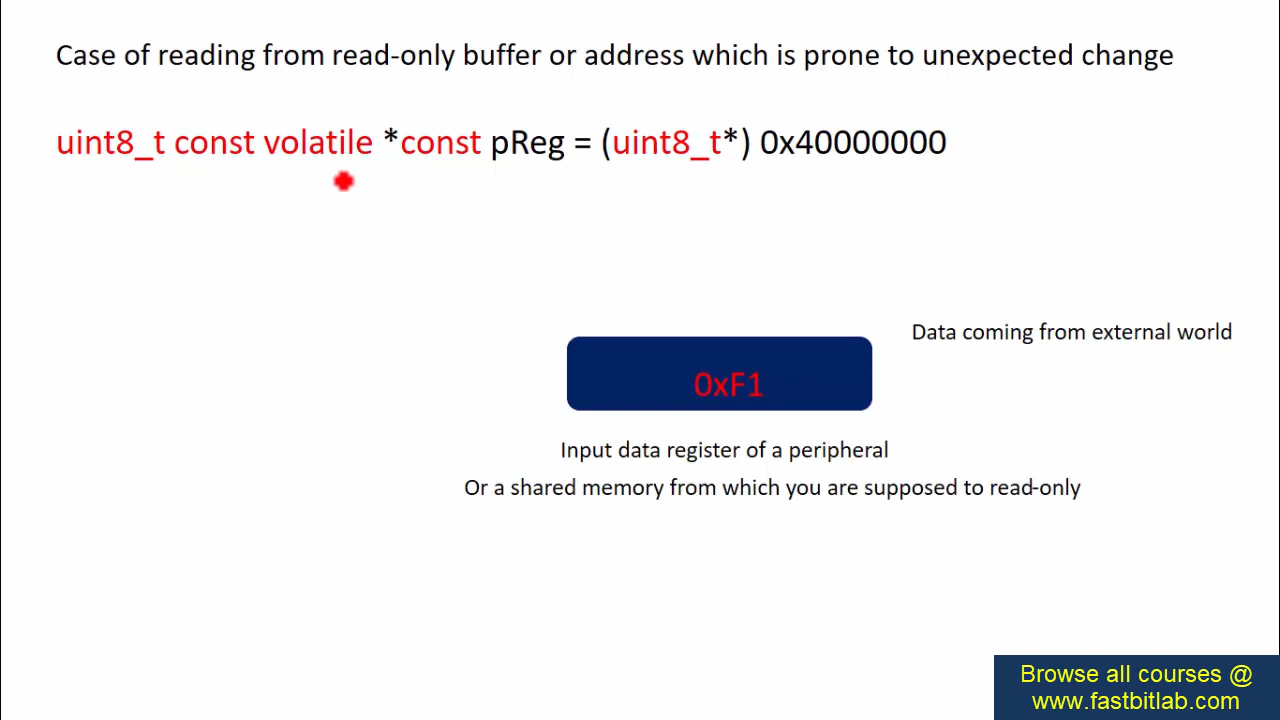 Case of reading from read-only buffer or address which is prone to unexpected change
uint8_t const volatile *const pReg = (uint8_t*) 0x40000000
Data coming from external world
0xF1
Input data register of a peripheral
Or a shared memory from which you are supposed to read-only
Browse all courses @
www.fastbitlab.com